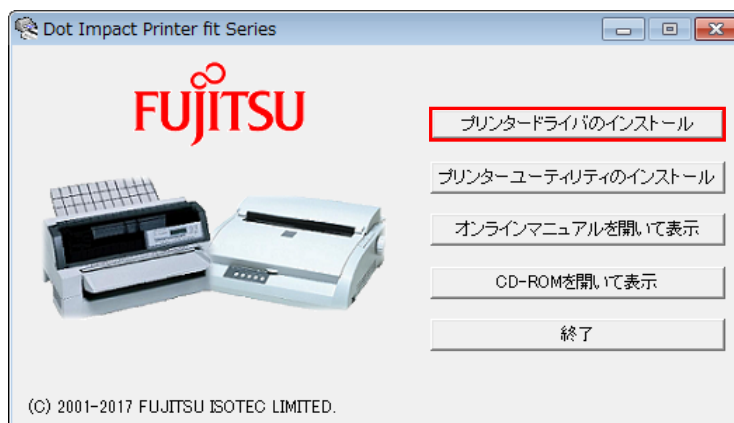 Dot Impact Printer fit Series
FUJITSU
プリンタードライバのインストール
プリンターユーティリティのインストール
オンラインマニュアルを開いて表示
CD-ROMを開いて表示
終了
(C) 2001-2017 FUJITSU ISOTEC LIMITED.